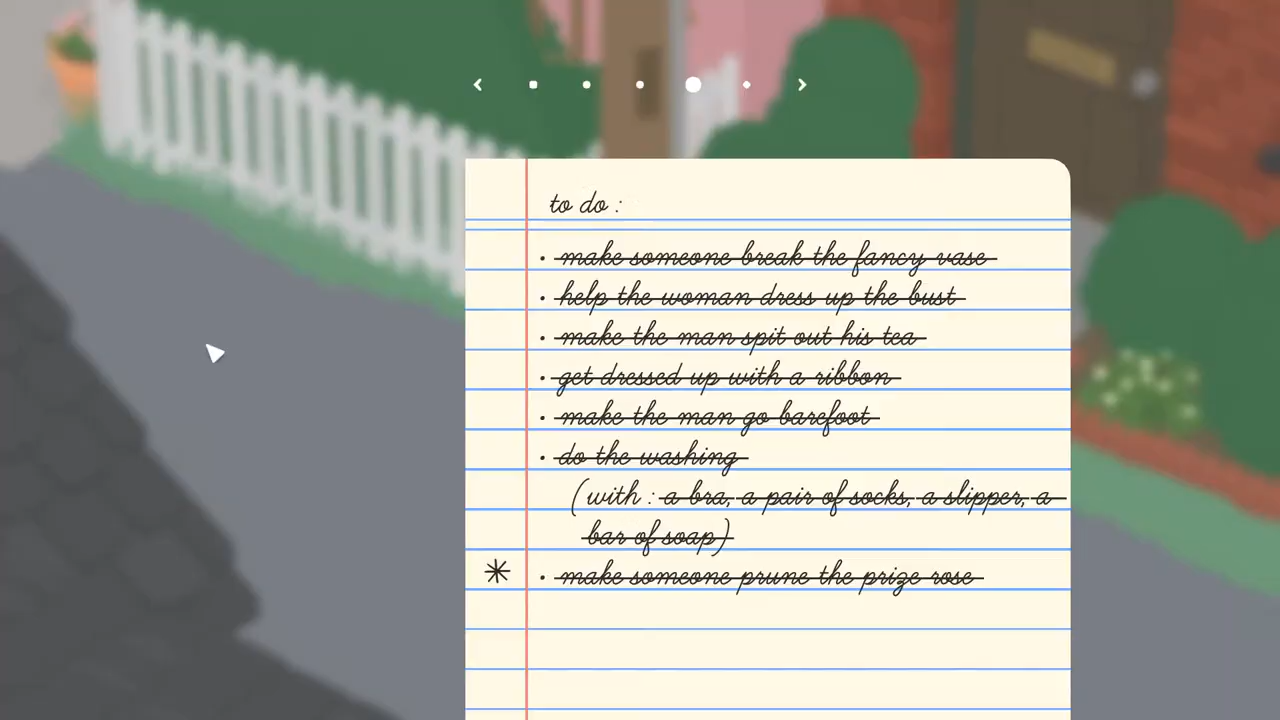 to do :
• make someone break the fancy vase
• help the woman dress up the bust
• make the man spit out his tea
• get dressed up with a ribbon
• make the man go barefoot
• do the washing
(with : a bra, a pair of socks, a slipper, a
bar of soap)
• make someone prune the prize rose